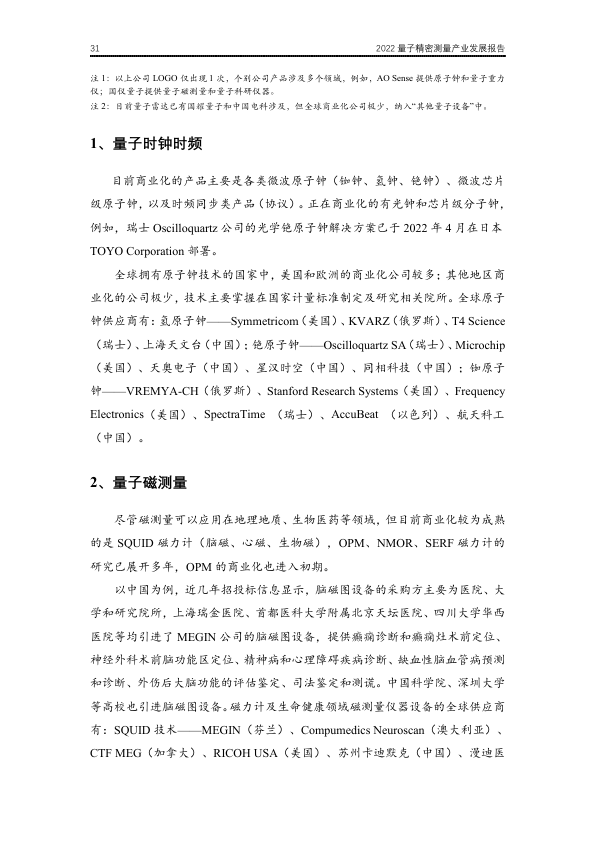 31
2022 量子精密测量产业发展报告
注 1：以上公司 LOGO 仅出现 1 次，个别公司产品涉及多个领域，例如，AO Sense 提供原子钟和量子重力
仪；国仪量子提供量子磁测量和量子科研仪器。
注 2：目前量子雷达已有国耀量子和中国电科涉及，但全球商业化公司极少，纳入“其他量子设备”中。
1、量子时钟时频
目前商业化的产品主要是各类微波原子钟（铷钟、氢钟、铯钟）、微波芯片
级原子钟，以及时频同步类产品（协议）。正在商业化的有光钟和芯片级分子钟，
例如，瑞士 Oscilloquartz 公司的光学铯原子钟解决方案已于 2022 年 4 月在日本
TOYO Corporation 部署。
全球拥有原子钟技术的国家中，美国和欧洲的商业化公司较多；其他地区商
业化的公司极少，技术主要掌握在国家计量标准制定及研究相关院所。全球原子
钟供应商有：氢原子钟——Symmetricom（美国）、KVARZ（俄罗斯）、T4 Science
（瑞士）、上海天文台（中国）；铯原子钟——Oscilloquartz SA（瑞士）、Microchip
（美国）、天奥电子（中国）、星汉时空（中国）、同相科技（中国）；铷原子
钟——VREMYA-CH（俄罗斯）、Stanford Research Systems（美国）、Frequency
Electronics（美国）、SpectraTime （瑞士）、AccuBeat （以色列）、航天科工
（中国）。
2、量子磁测量
尽管磁测量可以应用在地理地质、生物医药等领域，但目前商业化较为成熟
的是 SQUID 磁力计（脑磁、心磁、生物磁），OPM、NMOR、SERF 磁力计的
研究已展开多年，OPM 的商业化也进入初期。
以中国为例，近几年招投标信息显示，脑磁图设备的采购方主要为医院、大
学和研究院所，上海瑞金医院、首都医科大学附属北京天坛医院、四川大学华西
医院等均引进了 MEGIN 公司的脑磁图设备，提供癫痫诊断和癫痫灶术前定位、
神经外科术前脑功能区定位、精神病和心理障碍疾病诊断、缺血性脑血管病预测
和诊断、外伤后大脑功能的评估鉴定、司法鉴定和测谎。中国科学院、深圳大学
等高校也引进脑磁图设备。磁力计及生命健康领域磁测量仪器设备的全球供应商
有：SQUID 技术——MEGIN（芬兰）、Compumedics Neuroscan（澳大利亚）、
CTF MEG（加拿大）、RICOH USA（美国）、苏州卡迪默克（中国）、漫迪医